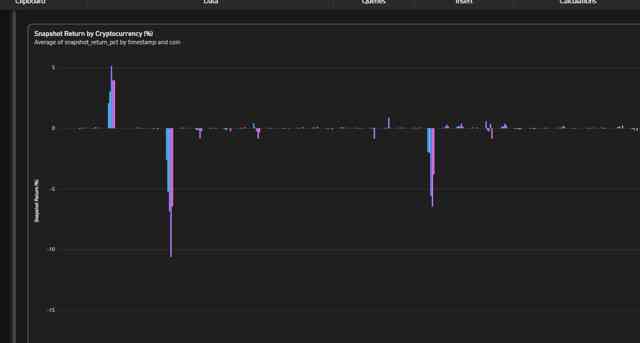 Clipboard Data Queries Insert Calculations
Snapshot Return by Cryptocurrency (%)
Average of snapshot_return_pct by timestamp and coin
5
0
-5
-10
-15
Snapshot Return (%)